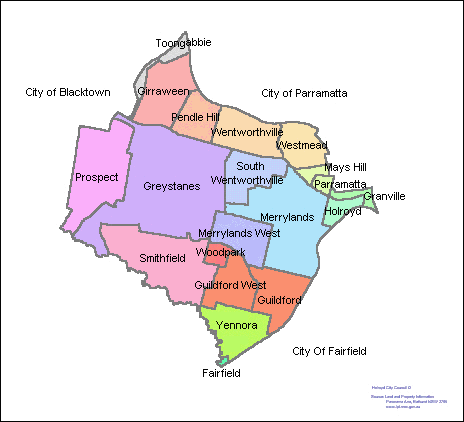 Toongabbie
City of Blacktown
Girraween
City of Parramatta
Pendle Hill
Wentworthville
Westmead
South
Wentworthville
Mays Hill
Prospect
Greystanes
Parramatta
Granville
Holroyd
Merrylands
Merrylands West
Smithfield
Woodpark
Guildford West
Guildford
Yennora
City Of Fairfield
Fairfield
Holroyd City Council ©
Source: Land and Property Information
Panorama Ave, Bathurst NSW 2795
www.lpi.nsw.gov.au